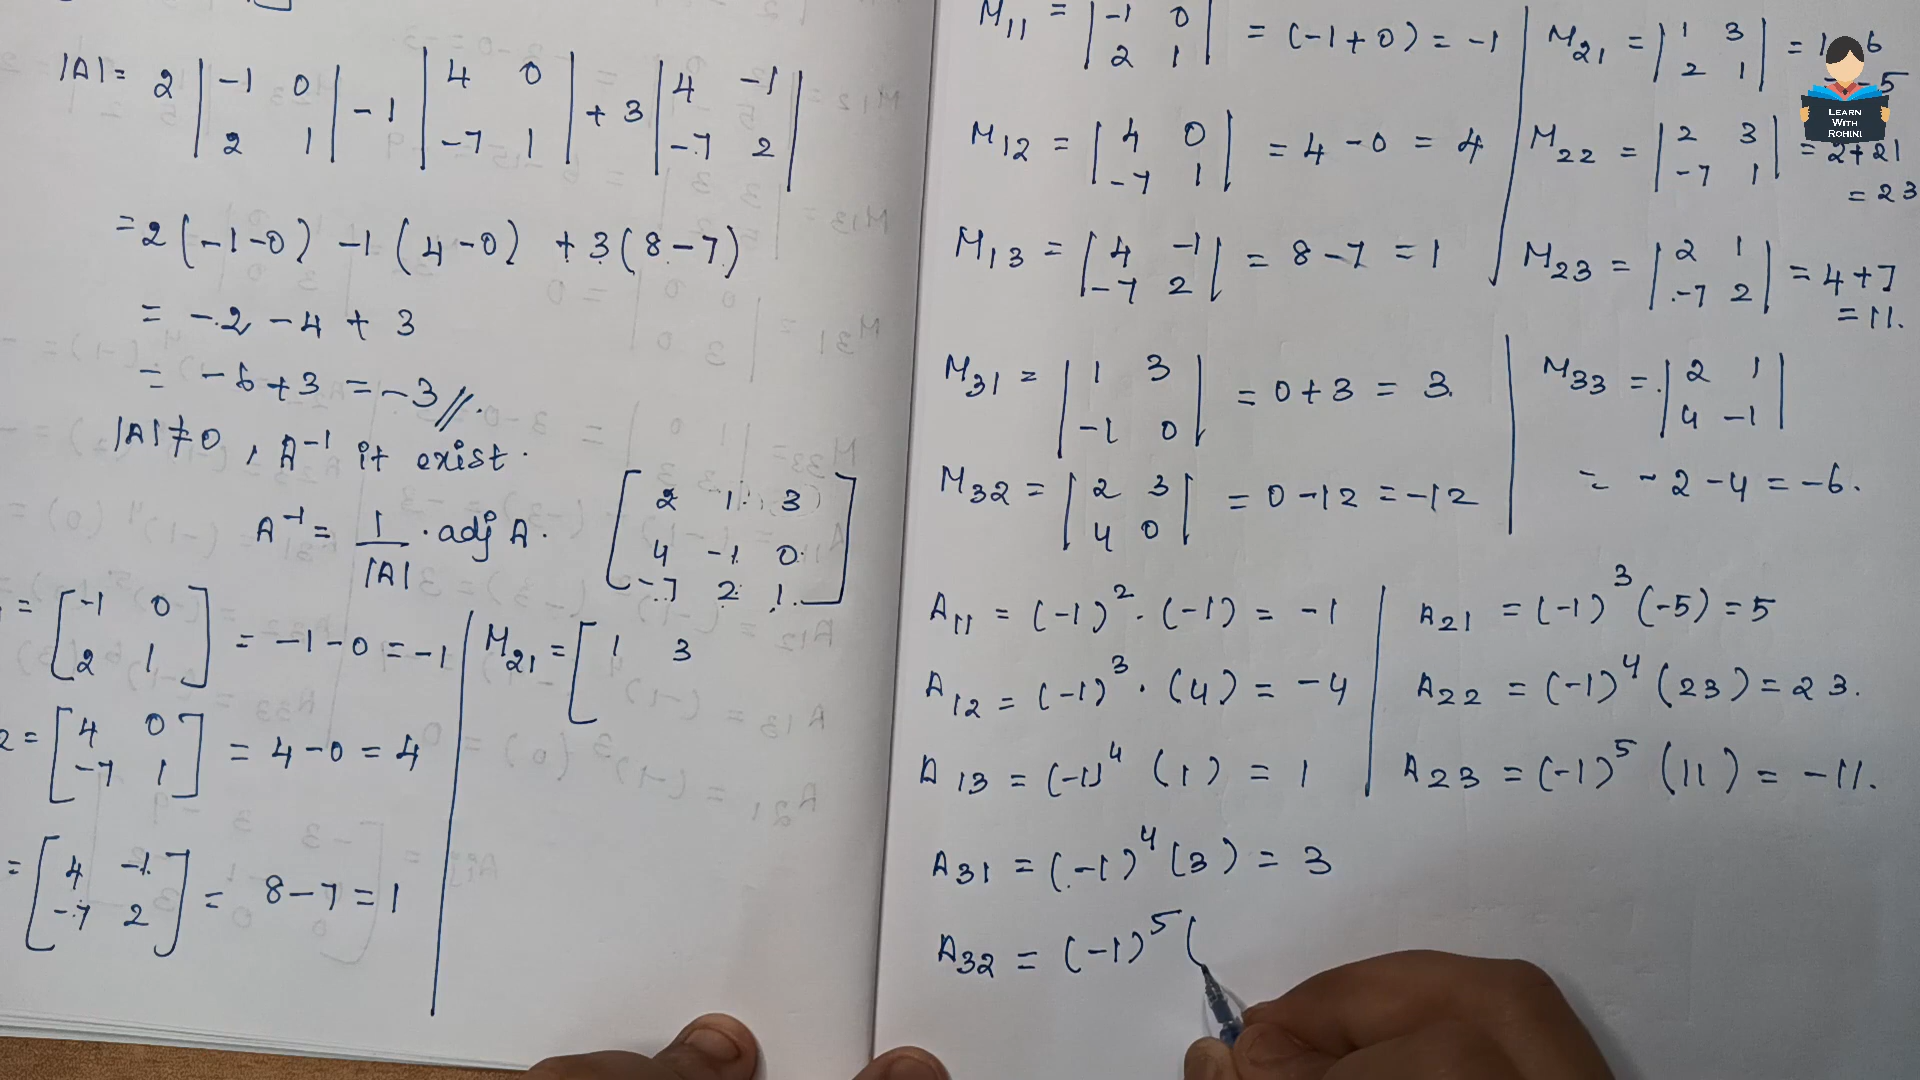 |A| = 2 | -1 0 | - 1 | 4 0 | + 3 | 4 -1 |
2 1 | -7 1 | -7 2 |
= 2 (-1-0) -1 (4-0) + 3 (8-7)
= -2 - 4 + 3
= -6 + 3 = -3 //.
|A| ≠ 0 , A⁻¹ it exist.
A⁻¹ = 1/|A| . adj A. [ 2 1 3
4 -1 0
-7 2 1 ]
= [ -1 0
2 1 ] = -1 - 0 = -1
M21 = [ 1 3
2 = [ 4 0
-7 1 ] = 4 - 0 = 4
= [ 4 -1
-7 2 ] = 8 - 7 = 1
M11 = | -1 0
2 1 | = (-1+0) = -1
M12 = | 4 0
-7 1 | = 4 - 0 = 4
M13 = | 4 -1
-7 2 | = 8 - 7 = 1
M21 = | 1 3
2 1 | = 1 6
-5
M22 = | 2 3
-7 1 | = 2+21
= 23
M23 = | 2 1
-7 2 | = 4+7
= 11.
M31 = | 1 3
-1 0 | = 0 + 3 = 3.
M32 = | 2 3
4 0 | = 0 - 12 = -12
M33 = | 2 1
4 -1 |
= -2 - 4 = -6.
A11 = (-1)² . (-1) = -1
A12 = (-1)³ . (4) = -4
A13 = (-1)⁴ (1) = 1
A21 = (-1)³ (-5) = 5
A22 = (-1)⁴ (23) = 23.
A23 = (-1)⁵ (11) = -11.
A31 = (-1)⁴ (3) = 3
A32 = (-1)⁵ (
LEARN
WITH
ROHINI